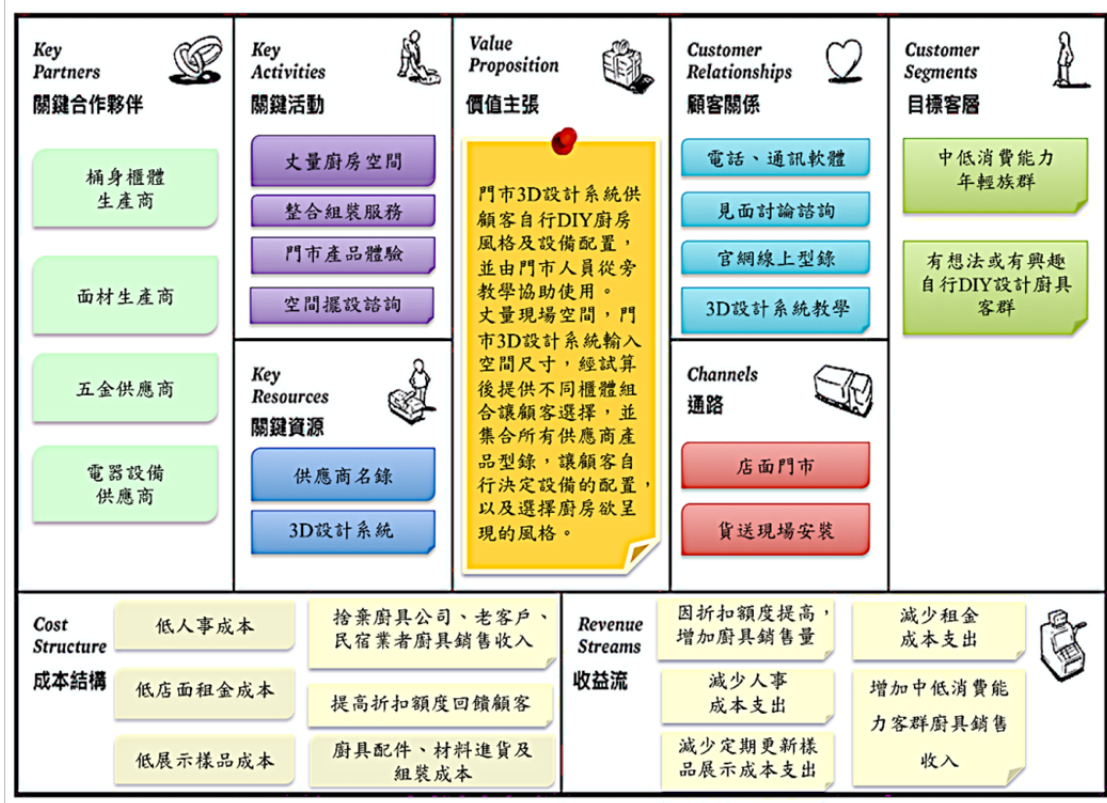 Key
Partners
關鍵合作夥伴
桶身櫃體
生產商
面材生產商
五金供應商
電器設備
供應商
Key
Activities
關鍵活動
丈量廚房空間
整合組裝服務
門市產品體驗
空間擺設諮詢
Key
Resources
關鍵資源
供應商名錄
3D設計系統
Value
Proposition
價值主張
門市3D設計系統供
顧客自行DIY廚房
風格及設備配置，
並由門市人員從旁
教學協助使用。
丈量現場空間，門
市3D設計系統輸入
空間尺寸，經試算
後提供不同櫃體組
合讓顧客選擇，並
集合所有供應商產
品型錄，讓顧客自
行決定設備的配置，
以及選擇廚房欲呈
現的風格。
Customer
Relationships
顧客關係
電話、通訊軟體
見面討論諮詢
官網線上型錄
3D設計系統教學
Channels
通路
店面門市
貨送現場安裝
Customer
Segments
目標客層
中低消費能力
年輕族群
有想法或有興趣
自行DIY設計廚具
客群
Cost
Structure
成本結構
低人事成本
低店面租金成本
低展示樣品成本
捨棄廚具公司、老客戶、
民宿業者廚具銷售收入
提高折扣額度回饋顧客
廚具配件、材料進貨及
組裝成本
Revenue
Streams
收益流
因折扣額度提高，
增加廚具銷售量
減少人事
成本支出
減少定期更新樣
品展示成本支出
減少租金
成本支出
增加中低消費能
力客群廚具銷售
收入